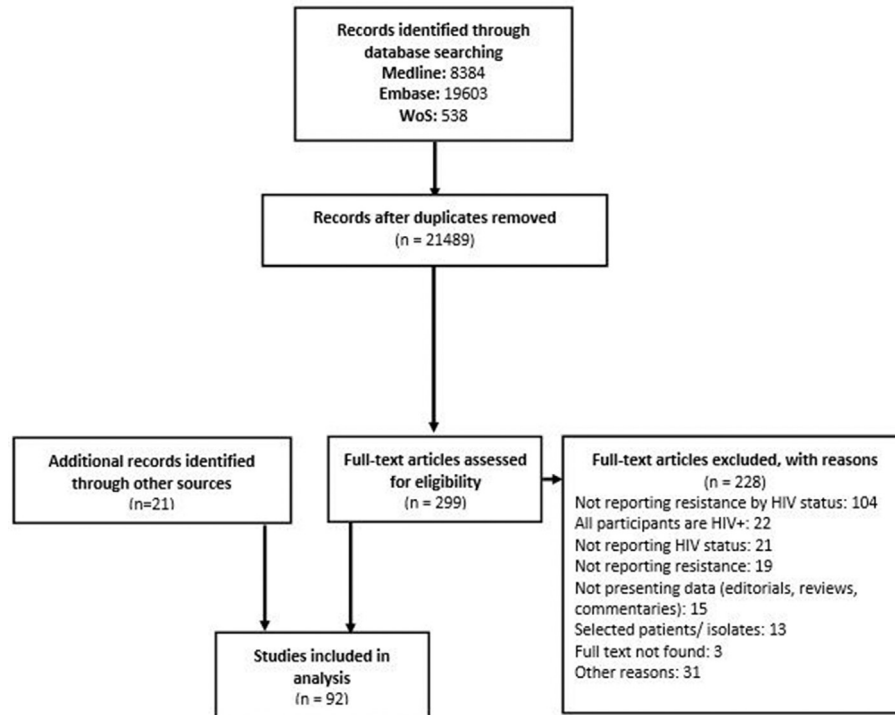 Records identified through
database searching
Medline: 8384
Embase: 19603
WoS: 538
Records after duplicates removed
(n = 21489)
Additional records identified
through other sources
(n=21)
Full-text articles assessed
for eligibility
(n = 299)
Full-text articles excluded, with reasons
(n = 228)
Not reporting resistance by HIV status: 104
All participants are HIV+: 22
Not reporting HIV status: 21
Not reporting resistance: 19
Not presenting data (editorials, reviews,
commentaries): 15
Selected patients/ isolates: 13
Full text not found: 3
Other reasons: 31
Studies included in
analysis
(n = 92)